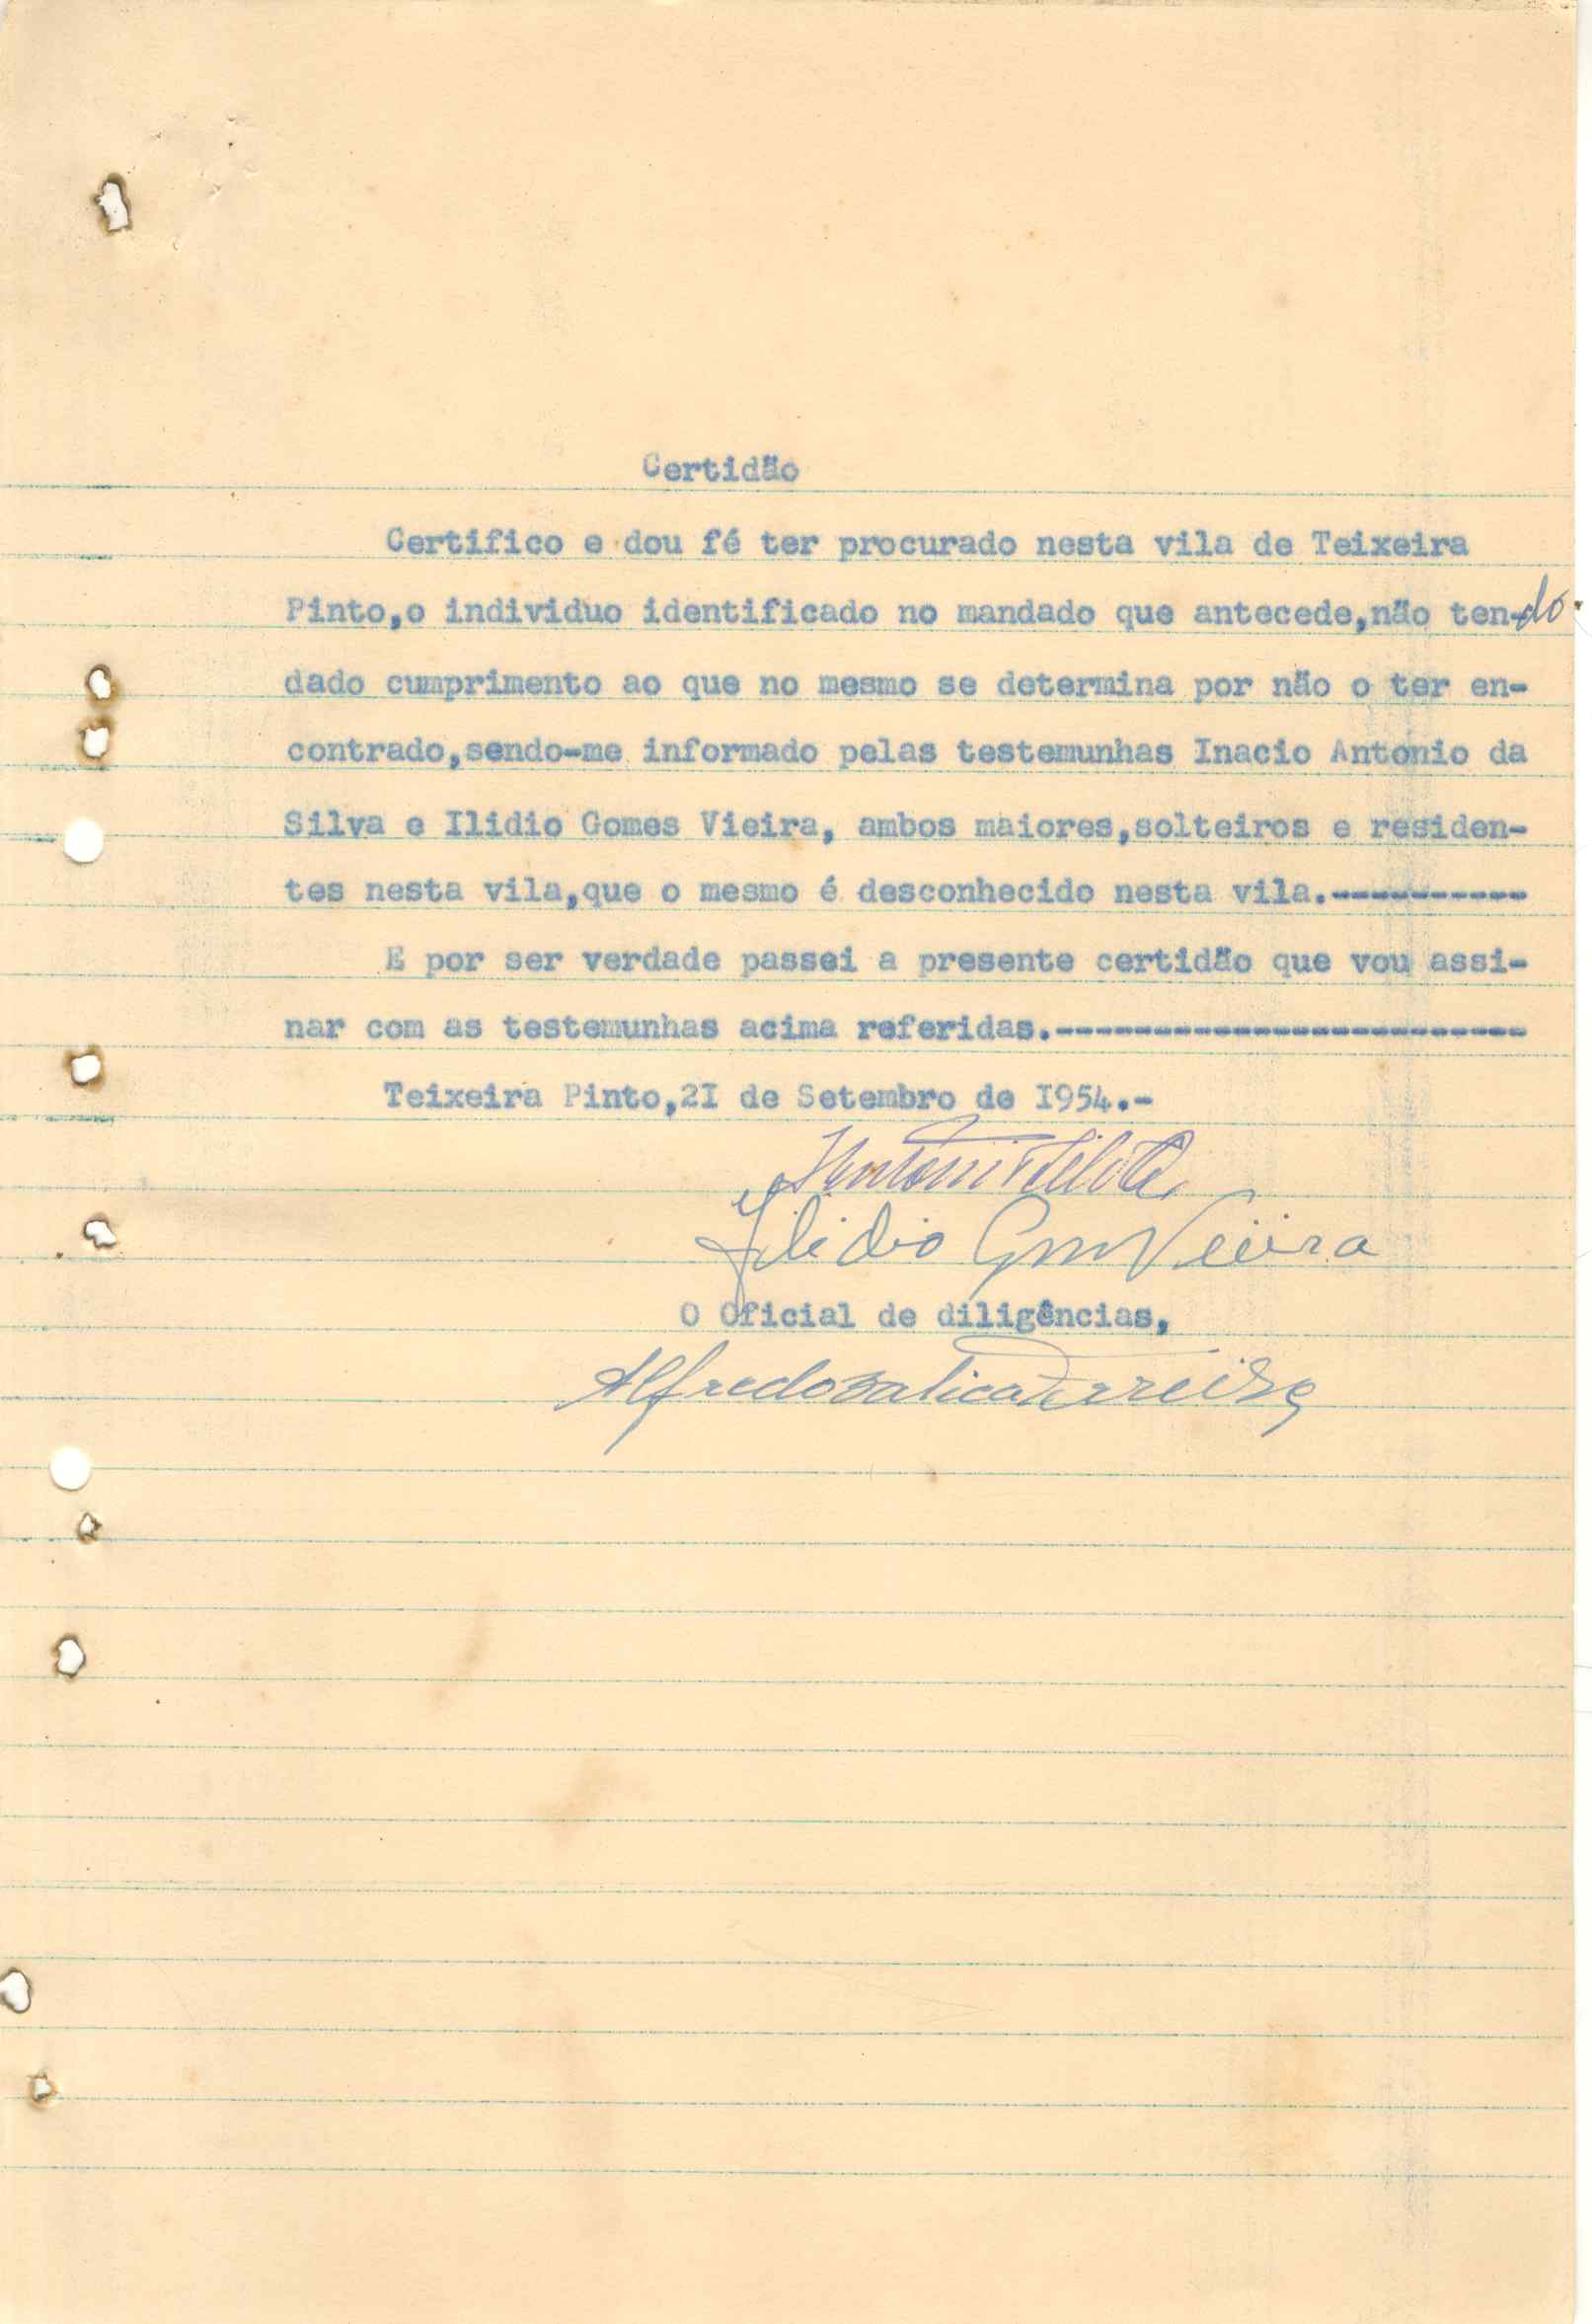 Certidão
Certifico e dou fé ter procurado nesta vila de Teixeira
Pinto,o individuo identificado no mandado que antecede,não ten-do
dado cumprimento ao que no mesmo se determina por não o ter en-
contrado,sendo-me informado pelas testemunhas Inacio Antonio da
Silva e Ilidio Gomes Vieira, ambos maiores,solteiros e residen-
tes nesta vila,que o mesmo é desconhecido nesta vila.----------
E por ser verdade passei a presente certidão que vou assi-
nar com as testemunhas acima referidas.------------------------
Teixeira Pinto,2I de Setembro de I954.-
Ilidio Gom Vieira
O Oficial de diligências,
Alfredo